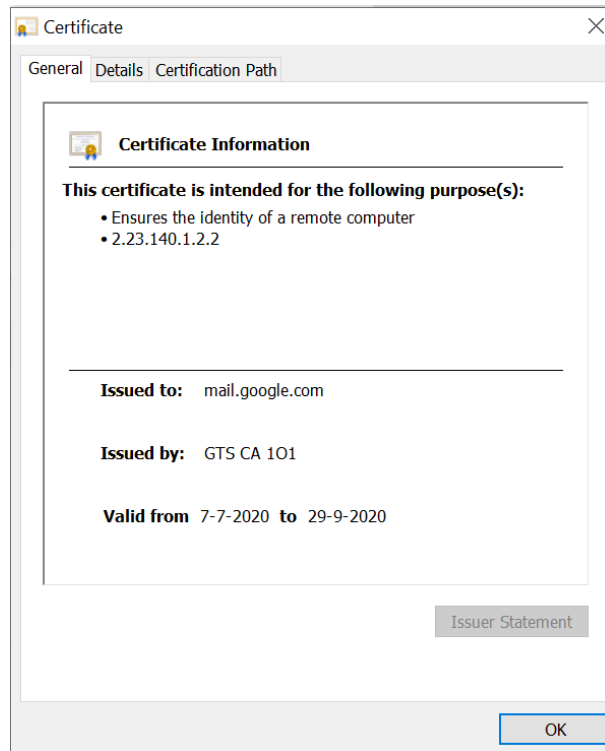 Certificate
General Details Certification Path
Certificate Information
This certificate is intended for the following purpose(s):
• Ensures the identity of a remote computer
• 2.23.140.1.2.2
Issued to: mail.google.com
Issued by: GTS CA 1O1
Valid from 7-7-2020 to 29-9-2020
Issuer Statement
OK